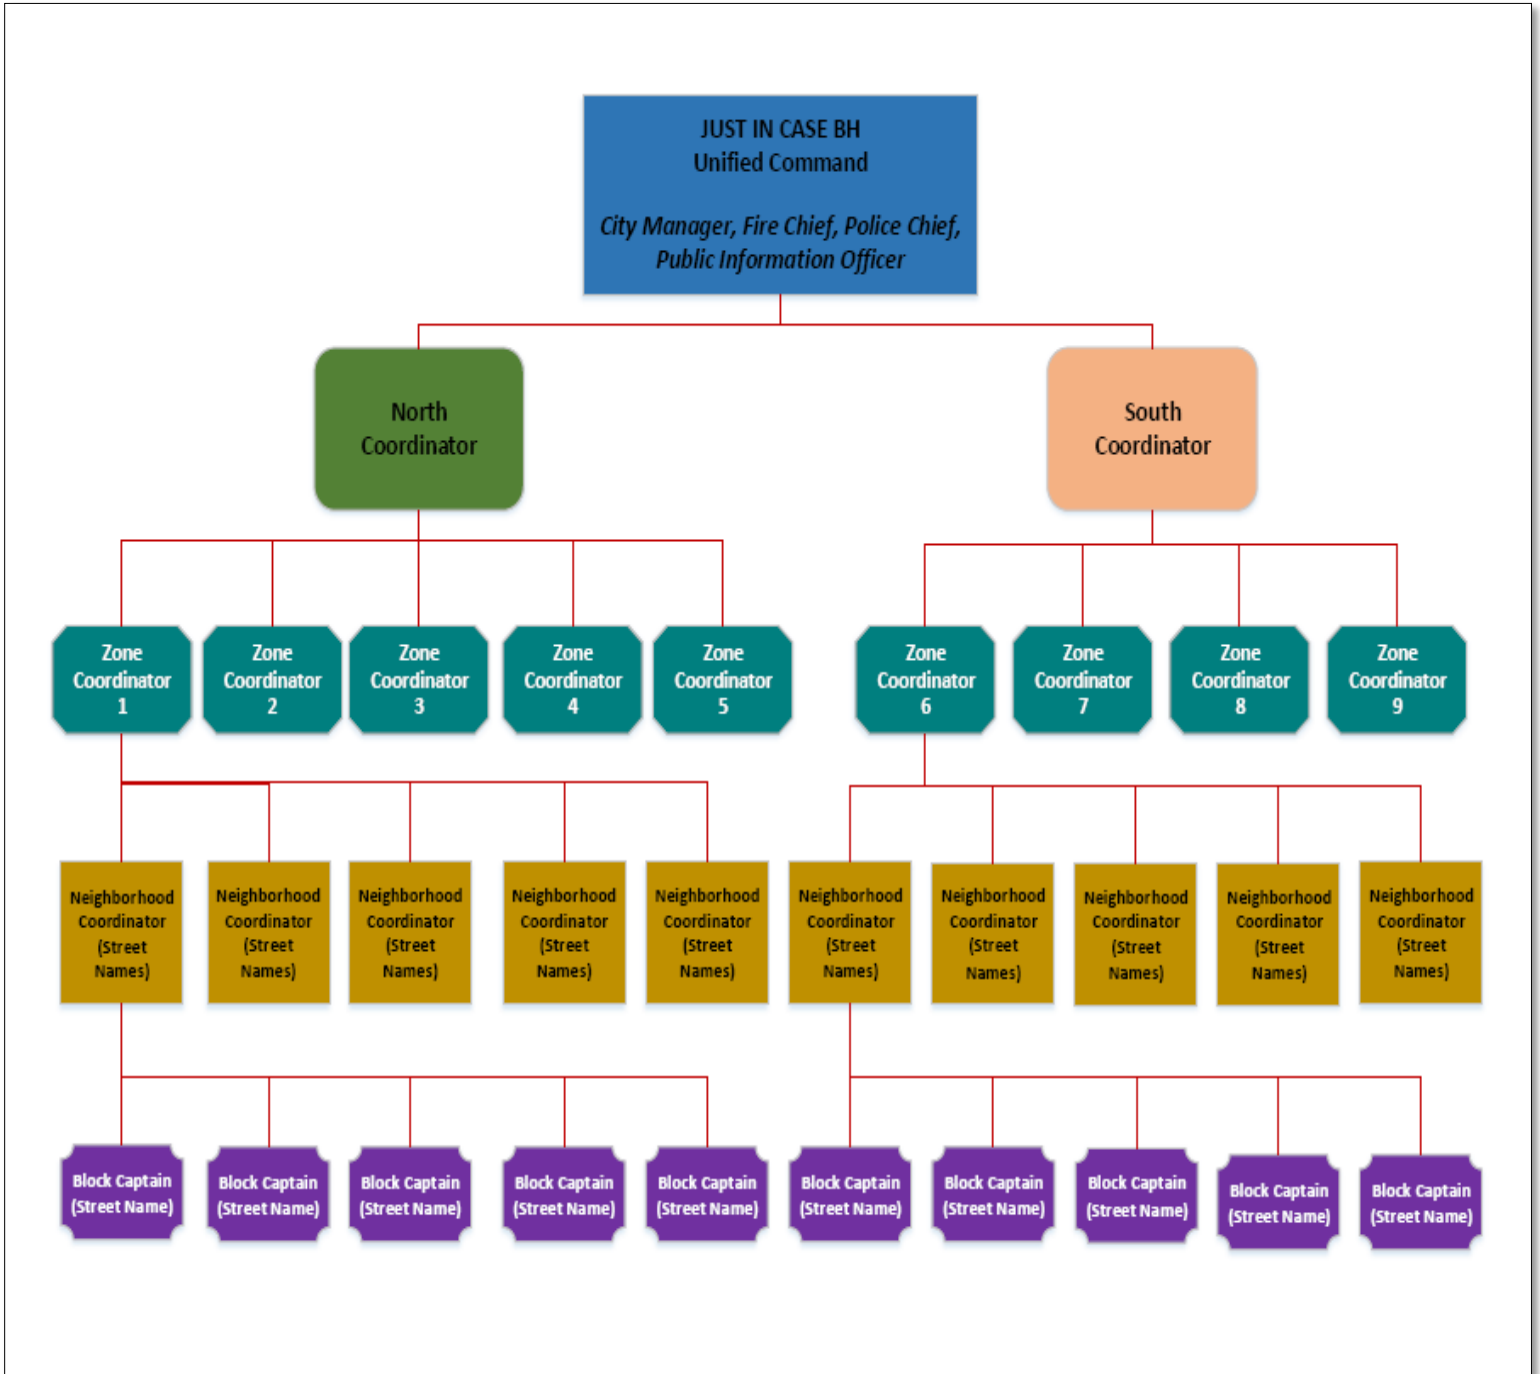 JUST IN CASE BH
Unified Command
City Manager, Fire Chief, Police Chief,
Public Information Officer
North
Coordinator
South
Coordinator
Zone
Coordinator
1
Zone
Coordinator
2
Zone
Coordinator
3
Zone
Coordinator
4
Zone
Coordinator
5
Zone
Coordinator
6
Zone
Coordinator
7
Zone
Coordinator
8
Zone
Coordinator
9
Neighborhood
Coordinator
(Street
Names)
Neighborhood
Coordinator
(Street
Names)
Neighborhood
Coordinator
(Street
Names)
Neighborhood
Coordinator
(Street
Names)
Neighborhood
Coordinator
(Street
Names)
Neighborhood
Coordinator
(Street
Names)
Neighborhood
Coordinator
(Street
Names)
Neighborhood
Coordinator
(Street
Names)
Neighborhood
Coordinator
(Street
Names)
Neighborhood
Coordinator
(Street
Names)
Block Captain
(Street Name)
Block Captain
(Street Name)
Block Captain
(Street Name)
Block Captain
(Street Name)
Block Captain
(Street Name)
Block Captain
(Street Name)
Block Captain
(Street Name)
Block Captain
(Street Name)
Block Captain
(Street Name)
Block Captain
(Street Name)